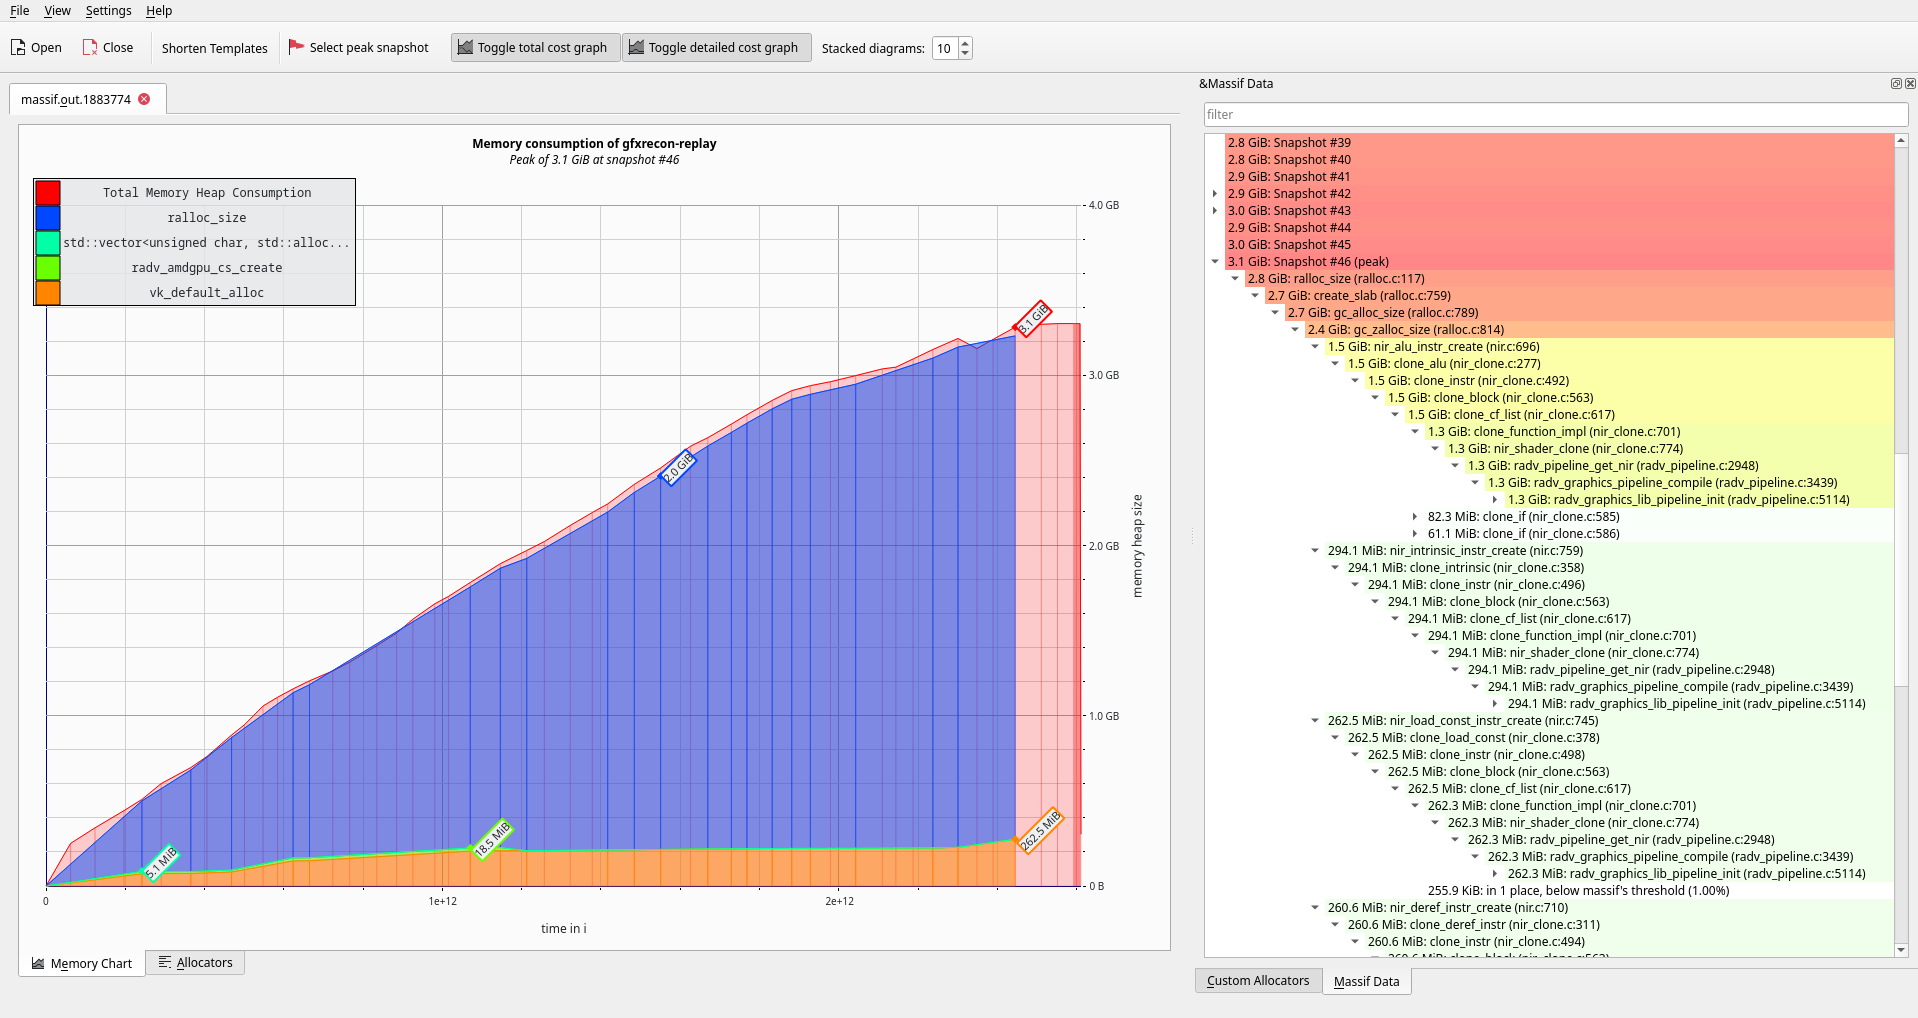 File View Settings Help
Open Close Shorten Templates Select peak snapshot Toggle total cost graph Toggle detailed cost graph Stacked diagrams: 10
massif.out.1883774
Memory consumption of gfxrecon-replay
Peak of 3.1 GiB at snapshot #46
Total Memory Heap Consumption
ralloc_size
std::vector<unsigned char, std::alloc...
radv_amdgpu_cs_create
vk_default_alloc
4.0 GB
3.0 GB
2.0 GB
1.0 GB
0 B
memory heap size
3.1 GiB
2.0 GiB
5.1 MiB
18.5 MiB
262.5 MiB
0 1e+12 2e+12
time in i
Memory Chart Allocators
&Massif Data
filter
2.8 GiB: Snapshot #39
2.8 GiB: Snapshot #40
2.9 GiB: Snapshot #41
2.9 GiB: Snapshot #42
3.0 GiB: Snapshot #43
2.9 GiB: Snapshot #44
3.0 GiB: Snapshot #45
3.1 GiB: Snapshot #46 (peak)
2.8 GiB: ralloc_size (ralloc.c:117)
2.7 GiB: create_slab (ralloc.c:759)
2.7 GiB: gc_alloc_size (ralloc.c:789)
2.4 GiB: gc_zalloc_size (ralloc.c:814)
1.5 GiB: nir_alu_instr_create (nir.c:696)
1.5 GiB: clone_alu (nir_clone.c:277)
1.5 GiB: clone_instr (nir_clone.c:492)
1.5 GiB: clone_block (nir_clone.c:563)
1.5 GiB: clone_cf_list (nir_clone.c:617)
1.3 GiB: clone_function_impl (nir_clone.c:701)
1.3 GiB: nir_shader_clone (nir_clone.c:774)
1.3 GiB: radv_pipeline_get_nir (radv_pipeline.c:2948)
1.3 GiB: radv_graphics_pipeline_compile (radv_pipeline.c:3439)
1.3 GiB: radv_graphics_lib_pipeline_init (radv_pipeline.c:5114)
82.3 MiB: clone_if (nir_clone.c:585)
61.1 MiB: clone_if (nir_clone.c:586)
294.1 MiB: nir_intrinsic_instr_create (nir.c:759)
294.1 MiB: clone_intrinsic (nir_clone.c:358)
294.1 MiB: clone_instr (nir_clone.c:496)
294.1 MiB: clone_block (nir_clone.c:563)
294.1 MiB: clone_cf_list (nir_clone.c:617)
294.1 MiB: clone_function_impl (nir_clone.c:701)
294.1 MiB: nir_shader_clone (nir_clone.c:774)
294.1 MiB: radv_pipeline_get_nir (radv_pipeline.c:2948)
294.1 MiB: radv_graphics_pipeline_compile (radv_pipeline.c:3439)
294.1 MiB: radv_graphics_lib_pipeline_init (radv_pipeline.c:5114)
262.5 MiB: nir_load_const_instr_create (nir.c:745)
262.5 MiB: clone_load_const (nir_clone.c:378)
262.5 MiB: clone_instr (nir_clone.c:498)
262.5 MiB: clone_block (nir_clone.c:563)
262.5 MiB: clone_cf_list (nir_clone.c:617)
262.3 MiB: clone_function_impl (nir_clone.c:701)
262.3 MiB: nir_shader_clone (nir_clone.c:774)
262.3 MiB: radv_pipeline_get_nir (radv_pipeline.c:2948)
262.3 MiB: radv_graphics_pipeline_compile (radv_pipeline.c:3439)
262.3 MiB: radv_graphics_lib_pipeline_init (radv_pipeline.c:5114)
255.9 KiB: in 1 place, below massif's threshold (1.00%)
260.6 MiB: nir_deref_instr_create (nir.c:710)
260.6 MiB: clone_deref_instr (nir_clone.c:311)
260.6 MiB: clone_instr (nir_clone.c:494)
Custom Allocators Massif Data